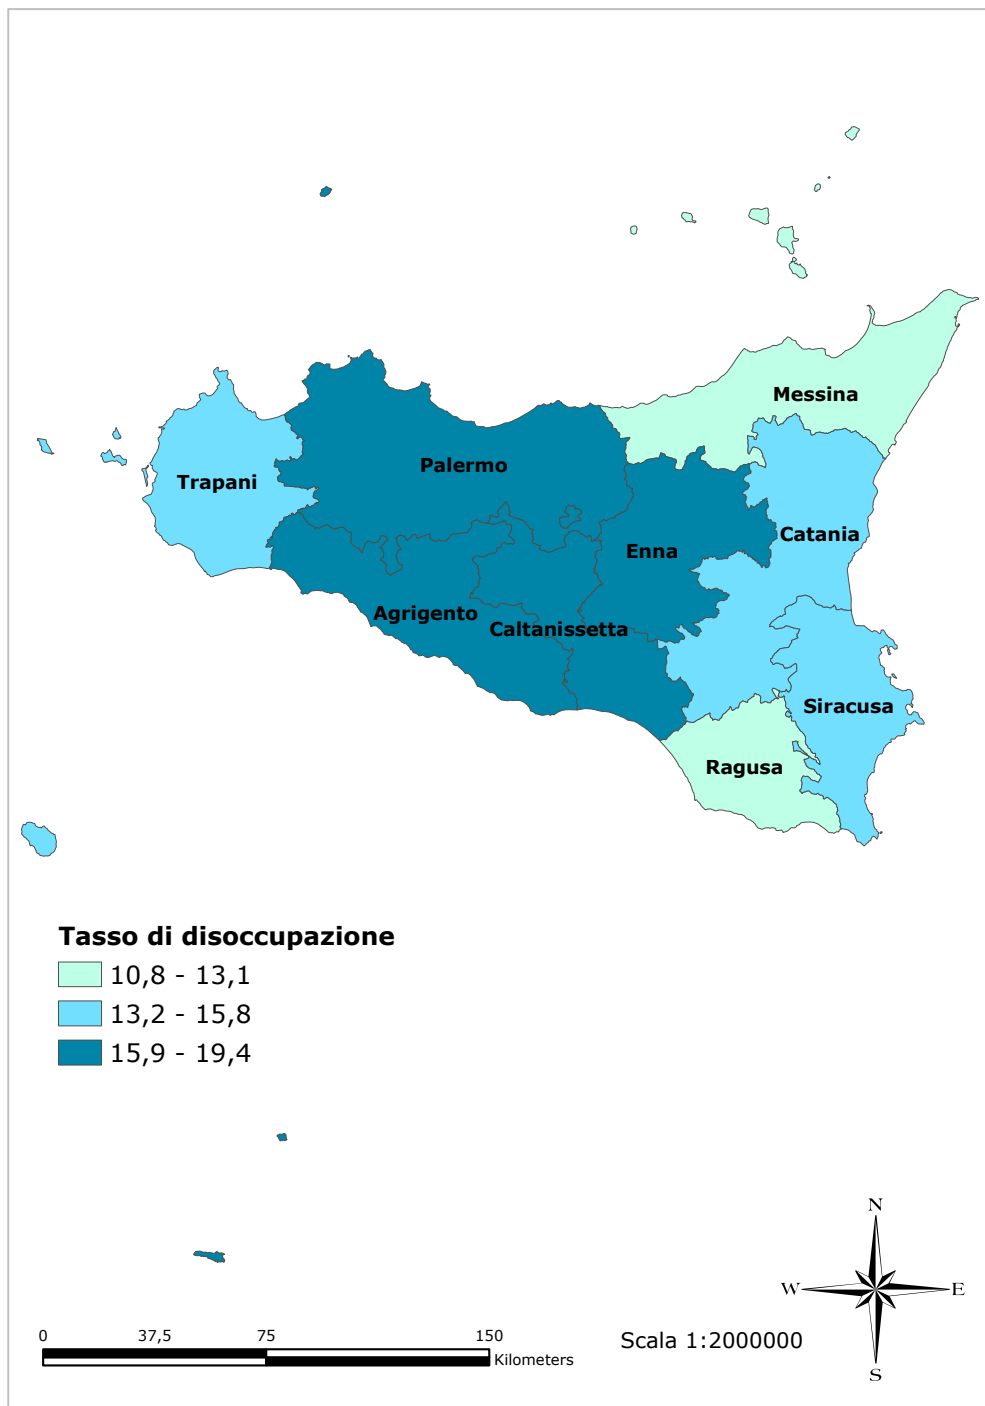 Messina
Palermo
Trapani
Catania
Enna
Agrigento
Caltanissetta
Siracusa
Ragusa
Tasso di disoccupazione
10,8 - 13,1
13,2 - 15,8
15,9 - 19,4
N
W
E
S
0 37,5 75 150
Kilometers
Scala 1:2000000